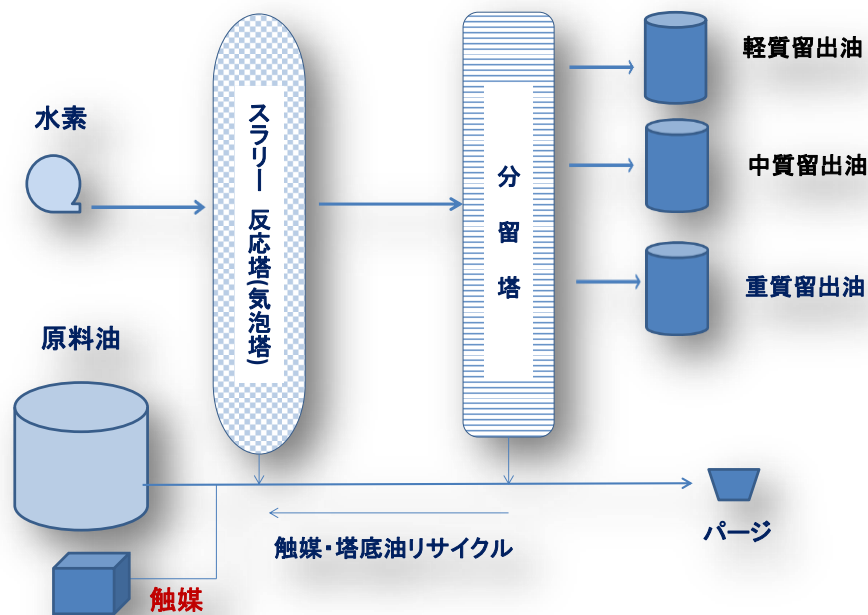 軽質留出油
水素
スラリー 反応塔(気泡塔)
分留塔
中質留出油
重質留出油
原料油
触媒・塔底油リサイクル
パージ
触媒